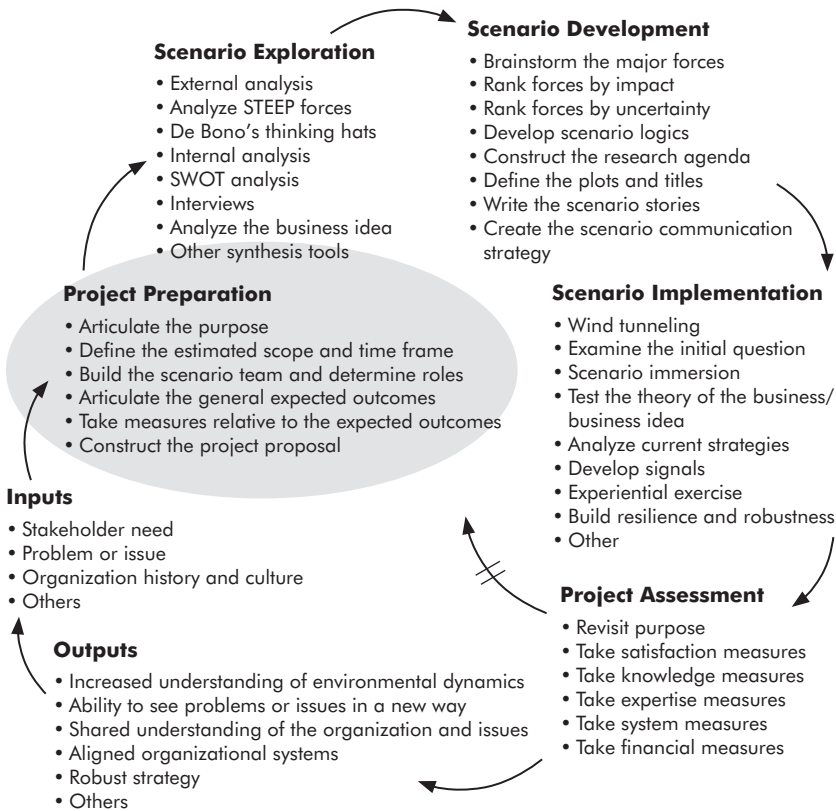 Scenario Exploration
• External analysis
• Analyze STEEP forces
• De Bono’s thinking hats
• Internal analysis
• SWOT analysis
• Interviews
• Analyze the business idea
• Other synthesis tools
Scenario Development
• Brainstorm the major forces
• Rank forces by impact
• Rank forces by uncertainty
• Develop scenario logics
• Construct the research agenda
• Define the plots and titles
• Write the scenario stories
• Create the scenario communication
strategy
Project Preparation
• Articulate the purpose
• Define the estimated scope and time frame
• Build the scenario team and determine roles
• Articulate the general expected outcomes
• Take measures relative to the expected outcomes
• Construct the project proposal
Scenario Implementation
• Wind tunneling
• Examine the initial question
• Scenario immersion
• Test the theory of the business/
business idea
• Analyze current strategies
• Develop signals
• Experiential exercise
• Build resilience and robustness
• Other
Inputs
• Stakeholder need
• Problem or issue
• Organization history and culture
• Others
Project Assessment
• Revisit purpose
• Take satisfaction measures
• Take knowledge measures
• Take expertise measures
• Take system measures
• Take financial measures
Outputs
• Increased understanding of environmental dynamics
• Ability to see problems or issues in a new way
• Shared understanding of the organization and issues
• Aligned organizational systems
• Robust strategy
• Others